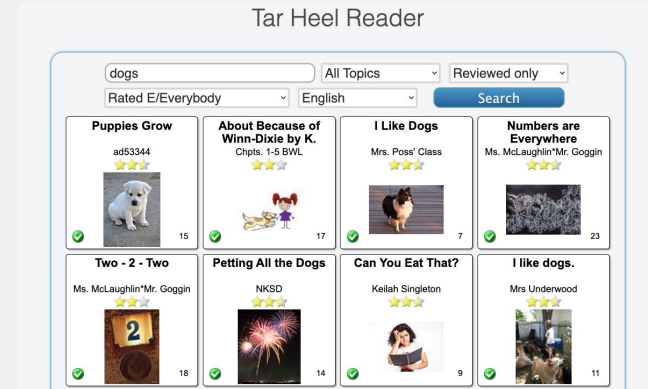 Tar Heel Reader
dogs All Topics Reviewed only
Rated E/Everybody English Search
Puppies Grow
ad53344
15
About Because of
Winn-Dixie by K.
Chpts. 1-5 BWL
17
I Like Dogs
Mrs. Poss' Class
7
Numbers are
Everywhere
Ms. McLaughlin*Mr. Goggin
23
Two - 2 - Two
Ms. McLaughlin*Mr. Goggin
2
18
Petting All the Dogs
NKSD
14
Can You Eat That?
Keilah Singleton
9
I like dogs.
Mrs Underwood
11